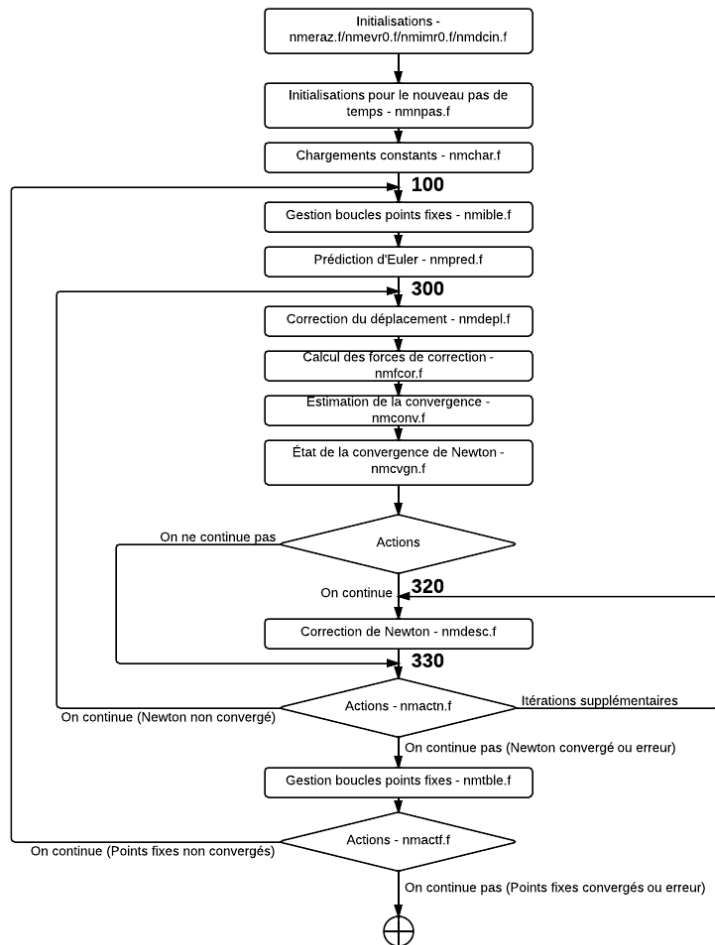 Initialisations -
nmeraz.f/nmevr0.f/nmimr0.f/nmdcin.f
Initialisations pour le nouveau pas de
temps - nmnpas.f
Chargements constants - nmchar.f
100
Gestion boucles points fixes - nmible.f
Prédiction d'Euler - nmpred.f
300
Correction du déplacement - nmdepl.f
Calcul des forces de correction -
nmfcor.f
Estimation de la convergence -
nmconv.f
État de la convergence de Newton -
nmcvgn.f
On ne continue pas
Actions
On continue
320
Correction de Newton - nmdesc.f
330
Actions - nmactn.f
Itérations supplémentaires
On continue (Newton non convergé)
On continue pas (Newton convergé ou erreur)
Gestion boucles points fixes - nmtble.f
Actions - nmactf.f
On continue (Points fixes non convergés)
On continue pas (Points fixes convergés ou erreur)